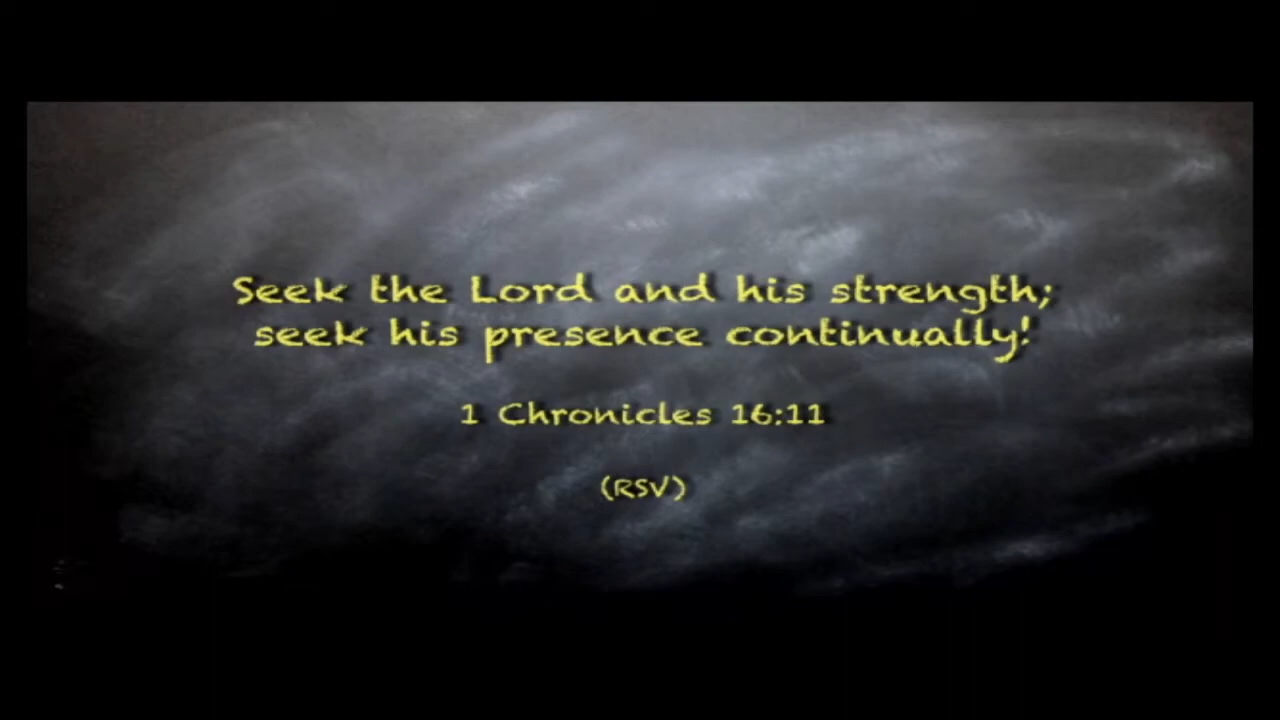 Seek the Lord and his strength;
seek his presence continually!
1 Chronicles 16:11
(RSV)